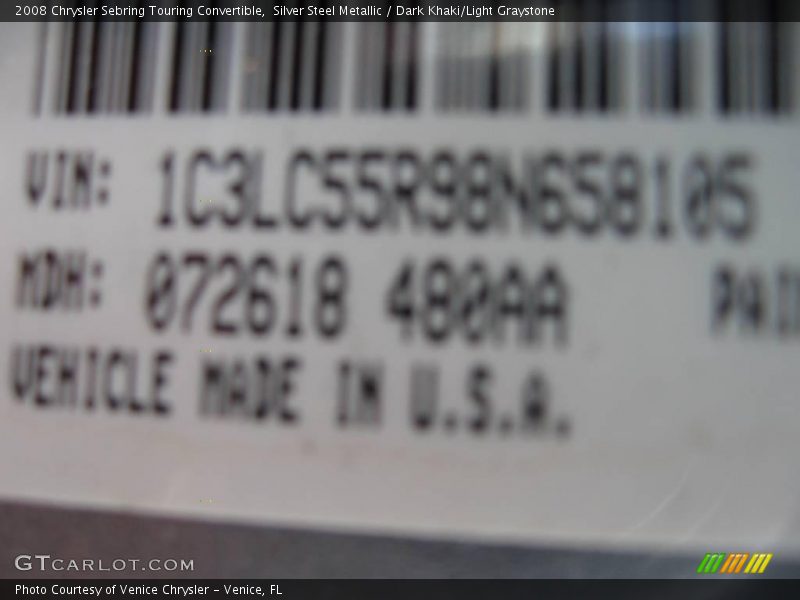 2008 Chrysler Sebring Touring Convertible,  Silver Steel Metallic / Dark Khaki/Light Graystone
VIN: 1C3LC55R98N658105
MDH: 072618 480AA PAI
VEHICLE MADE IN U.S.A.
GTCARLOT.COM
Photo Courtesy of Venice Chrysler - Venice, FL